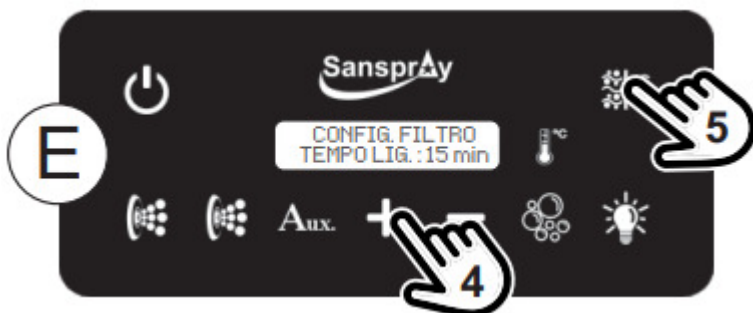 Sanspray
E
CONFIG. FILTRO
TEMPO LIG. : 15 min
°C
5
Aux.
+
4